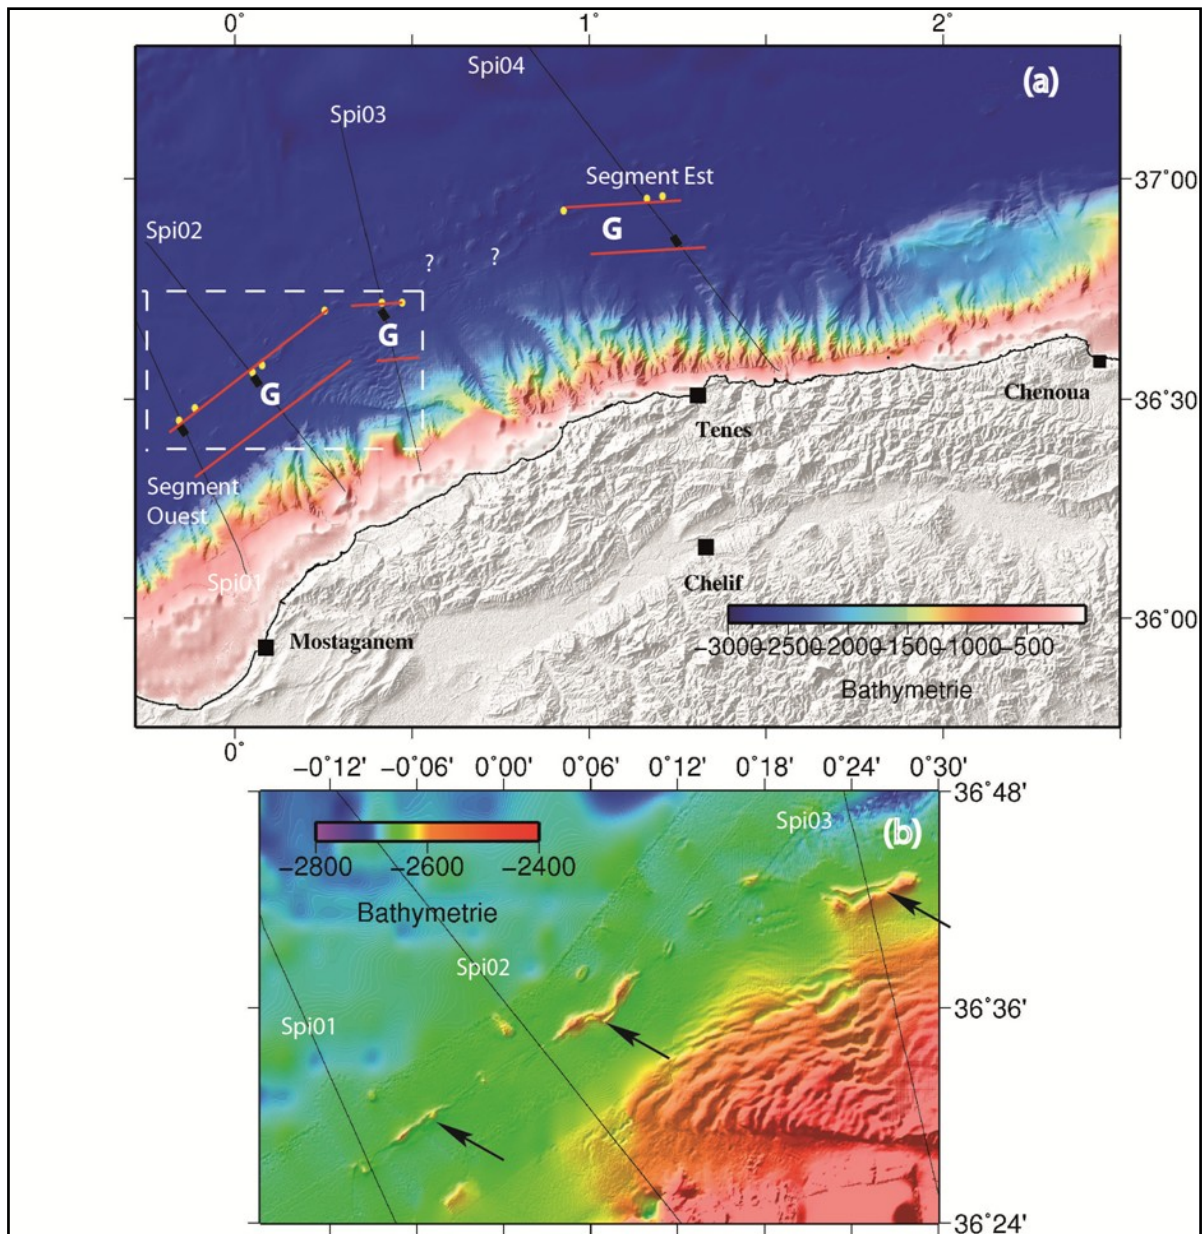 0° 1° 2°
Spi04
(a)
Spi03
37°00'
Segment Est
Spi02
G
?
?
G
G
36°30'
Chenoua
Tenes
Segment
Ouest
Spi01
Chelif
36°00'
Mostaganem
−3000−2500−2000−1500−1000−500
Bathymetrie
0°
−0°12' −0°06' 0°00' 0°06' 0°12' 0°18' 0°24' 0°30'
36°48'
Spi03
(b)
−2800 −2600 −2400
Bathymetrie
Spi02
36°36'
Spi01
36°24'